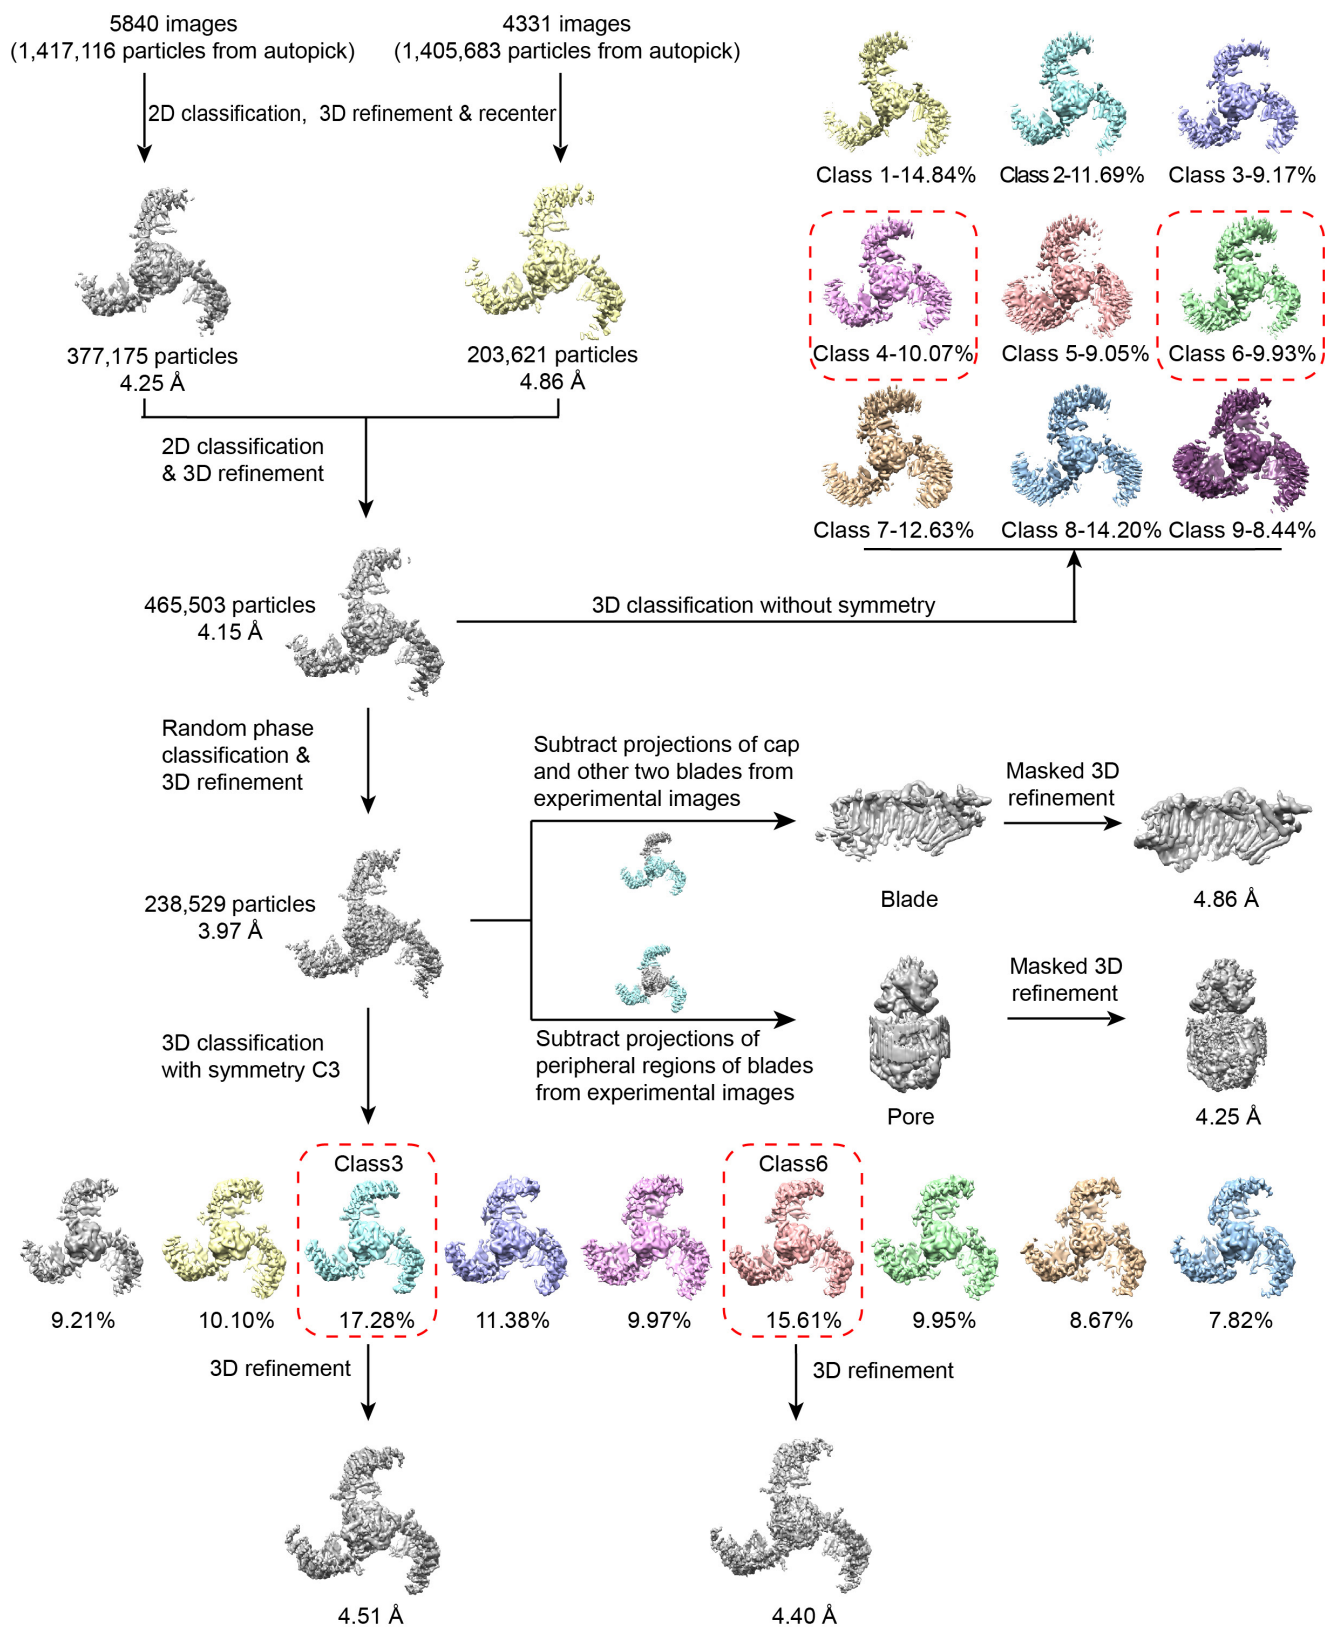 5840 images
(1,417,116 particles from autopick)
4331 images
(1,405,683 particles from autopick)
2D classification, 3D refinement & recenter
377,175 particles
4.25 Å
203,621 particles
4.86 Å
2D classification
& 3D refinement
Class 1-14.84%
Class 2-11.69%
Class 3-9.17%
Class 4-10.07%
Class 5-9.05%
Class 6-9.93%
Class 7-12.63%
Class 8-14.20%
Class 9-8.44%
465,503 particles
4.15 Å
3D classification without symmetry
Random phase
classification &
3D refinement
238,529 particles
3.97 Å
Subtract projections of cap
and other two blades from
experimental images
Blade
Masked 3D
refinement
4.86 Å
Subtract projections of
peripheral regions of blades
from experimental images
Pore
Masked 3D
refinement
4.25 Å
3D classification
with symmetry C3
Class3
Class6
9.21%
10.10%
17.28%
11.38%
9.97%
15.61%
9.95%
8.67%
7.82%
3D refinement
3D refinement
4.51 Å
4.40 Å